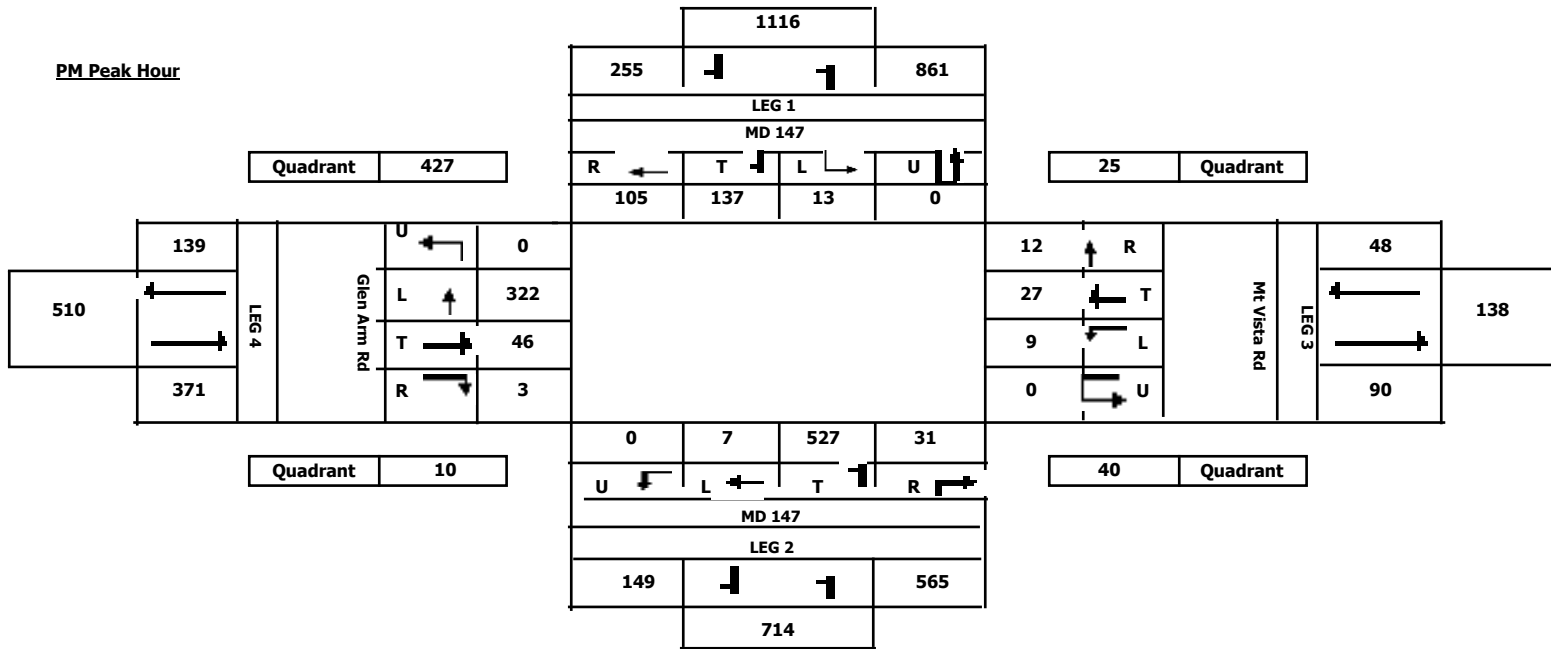 1116
PM Peak Hour
255 861
LEG 1
MD 147
Quadrant 427
R T L U
25 Quadrant
105 137 13 0
139
U 0
12 R
48
510
LEG 4
Glen Arm Rd
L 322
27 T
Mt Vista Rd
LEG 3
138
T 46
9 L
371
R 3
0 U
90
0 7 527 31
Quadrant 10
U L T R
40 Quadrant
MD 147
LEG 2
149 565
714